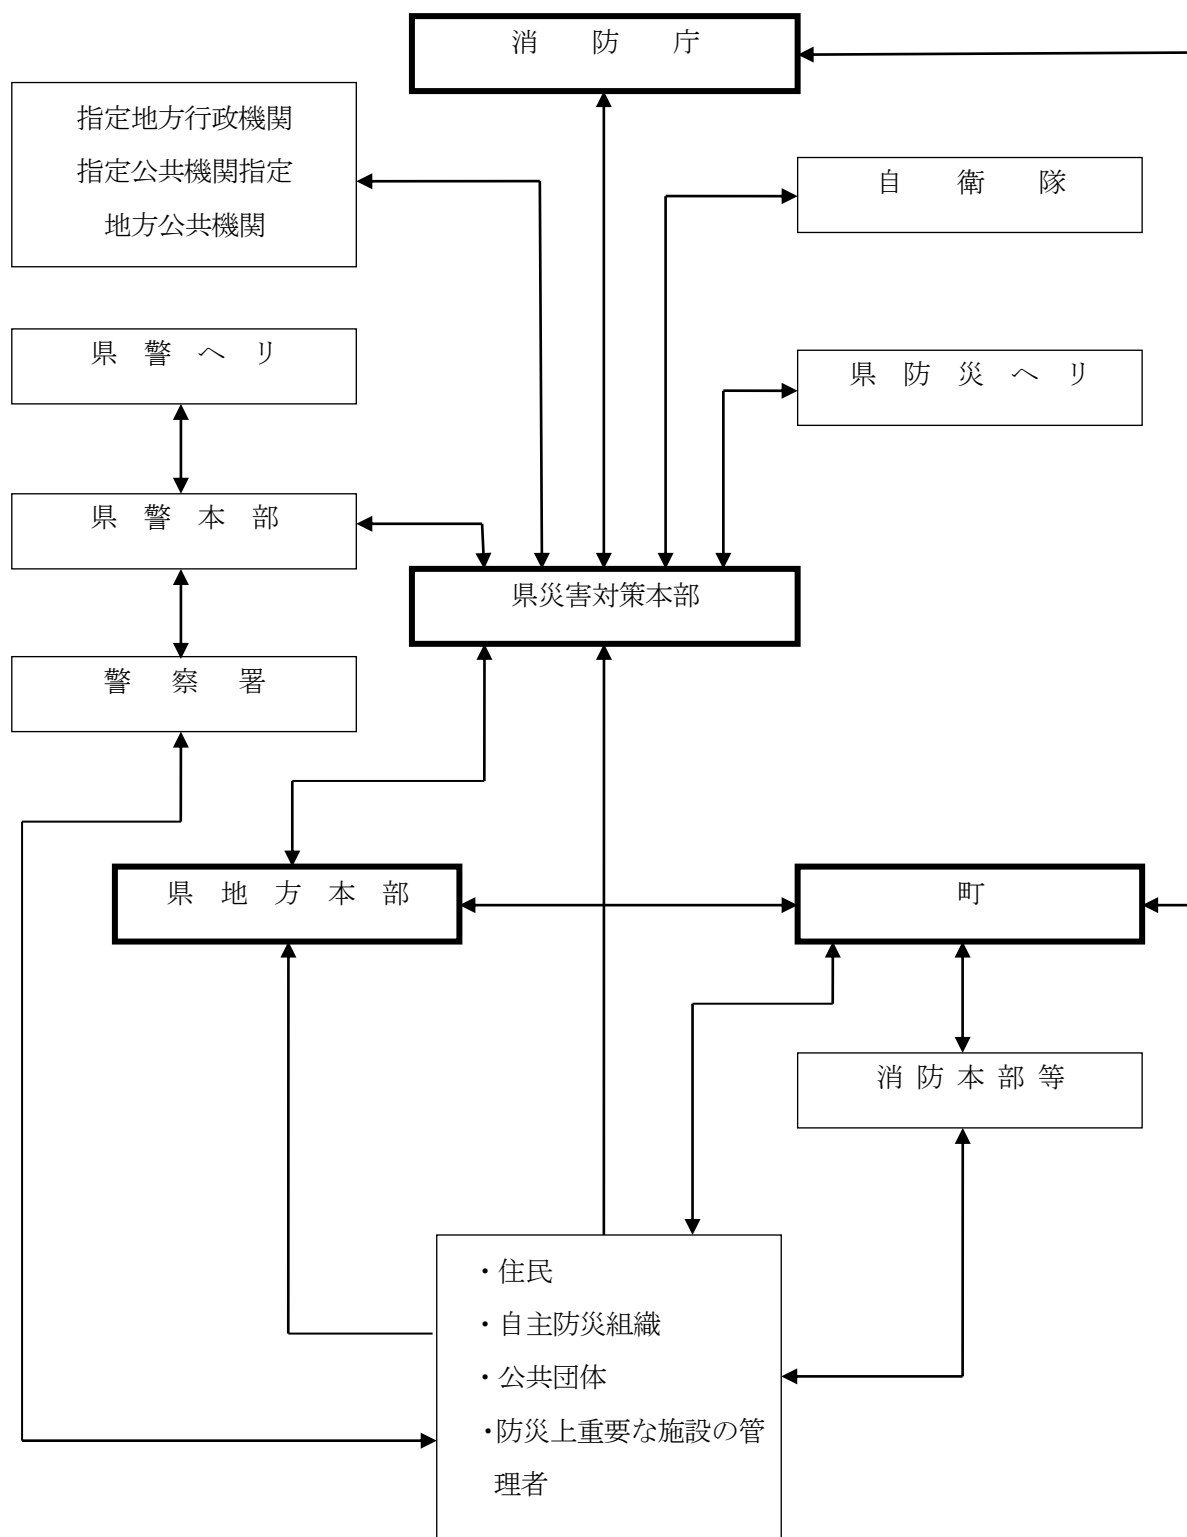 消防庁
指定地方行政機関
指定公共機関指定
地方公共機関
自衛隊
県警ヘリ
県防災ヘリ
県警本部
県災害対策本部
警察署
県地方本部
町
消防本部等
・住民
・自主防災組織
・公共団体
・防災上重要な施設の管
理者